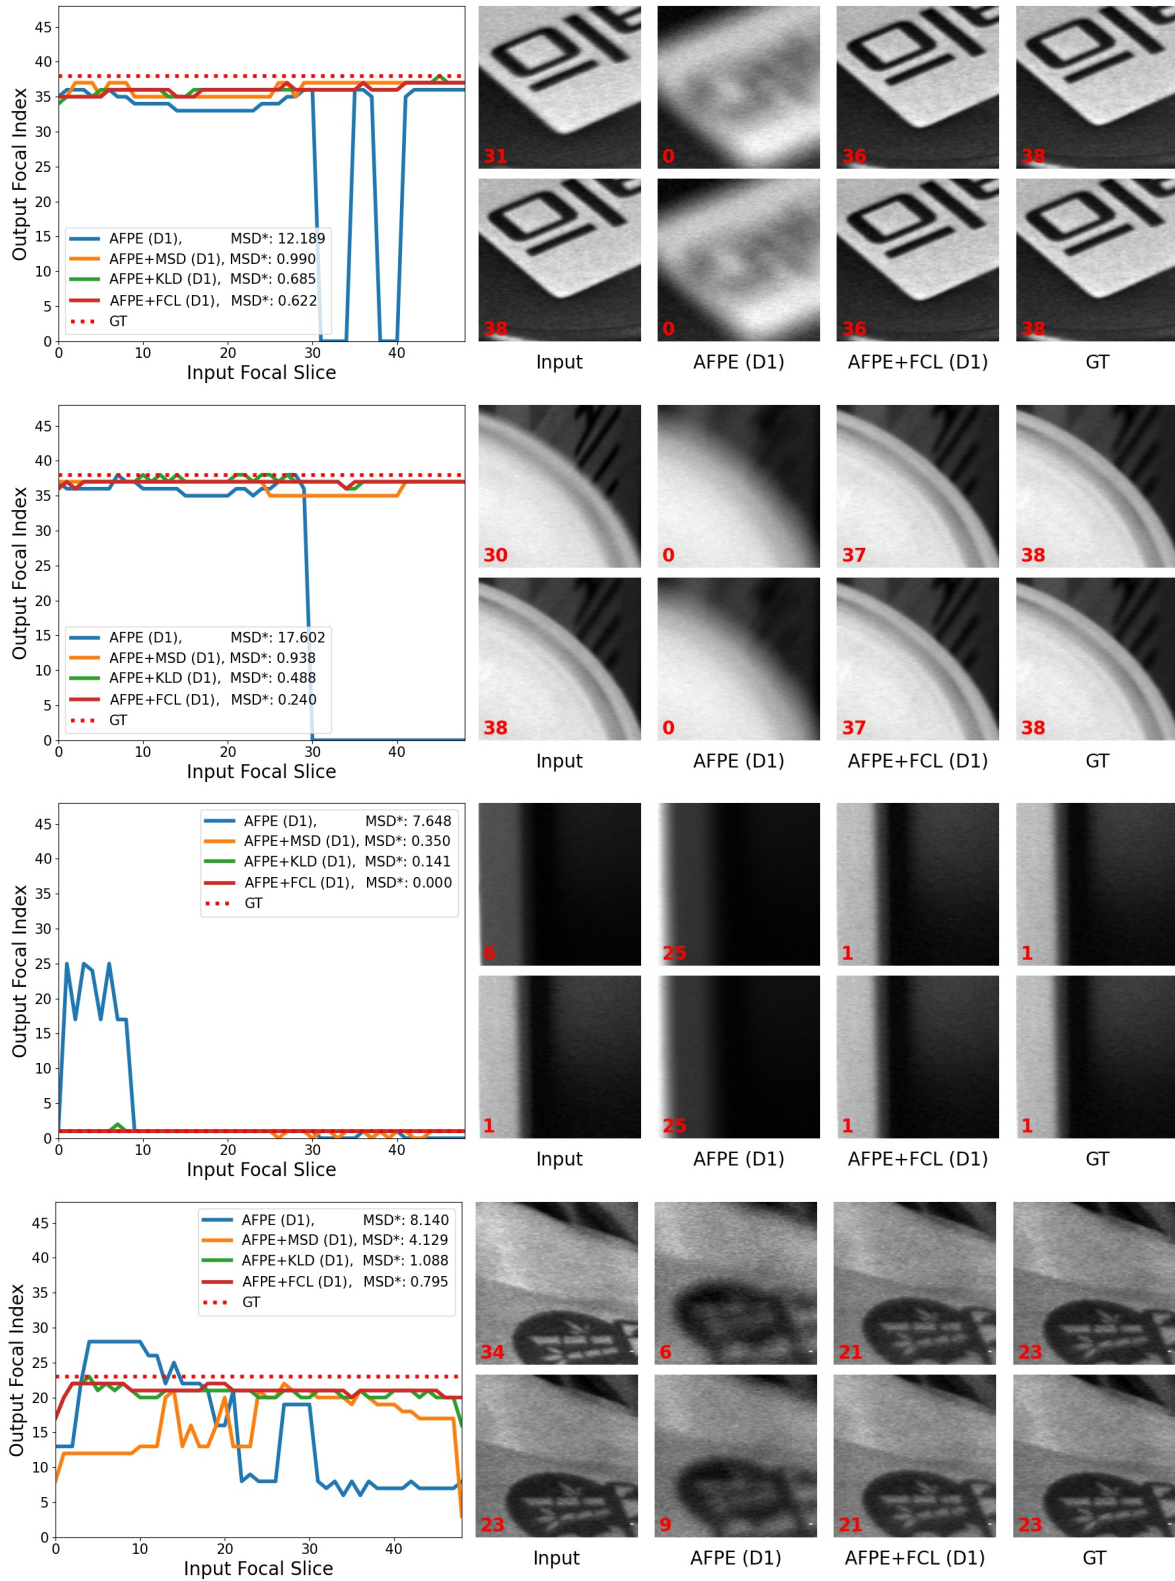 45
40
35
30
25
20
15
10
5
0
Output Focal Index
AFPE (D1), MSD*: 12.189
AFPE+MSD (D1), MSD*: 0.990
AFPE+KLD (D1), MSD*: 0.685
AFPE+FCL (D1), MSD*: 0.622
GT
0 10 20 30 40
Input Focal Slice
31 0 36 38
38 0 36 38
Input AFPE (D1) AFPE+FCL (D1) GT
45
40
35
30
25
20
15
10
5
0
Output Focal Index
AFPE (D1), MSD*: 17.602
AFPE+MSD (D1), MSD*: 0.938
AFPE+KLD (D1), MSD*: 0.488
AFPE+FCL (D1), MSD*: 0.240
GT
0 10 20 30 40
Input Focal Slice
30 0 37 38
38 0 37 38
Input AFPE (D1) AFPE+FCL (D1) GT
45
40
35
30
25
20
15
10
5
0
Output Focal Index
AFPE (D1), MSD*: 7.648
AFPE+MSD (D1), MSD*: 0.350
AFPE+KLD (D1), MSD*: 0.141
AFPE+FCL (D1), MSD*: 0.000
GT
0 10 20 30 40
Input Focal Slice
6 25 1 1
1 25 1 1
Input AFPE (D1) AFPE+FCL (D1) GT
45
40
35
30
25
20
15
10
5
0
Output Focal Index
AFPE (D1), MSD*: 8.140
AFPE+MSD (D1), MSD*: 4.129
AFPE+KLD (D1), MSD*: 1.088
AFPE+FCL (D1), MSD*: 0.795
GT
0 10 20 30 40
Input Focal Slice
34 6 21 23
23 9 21 23
Input AFPE (D1) AFPE+FCL (D1) GT